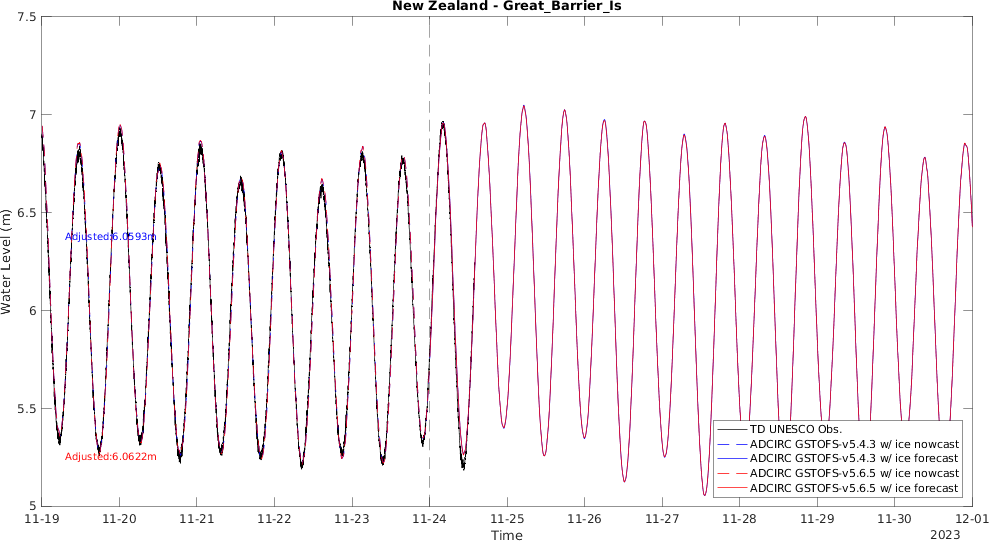 New Zealand - Great_Barrier_Is
7.5
7
6.5
6
5.5
5
Water Level (m)
Adjusted:6.0593m
Adjusted:6.0622m
TD UNESCO Obs.
ADCIRC GSTOFS-v5.4.3 w/ ice nowcast
ADCIRC GSTOFS-v5.4.3 w/ ice forecast
ADCIRC GSTOFS-v5.6.5 w/ ice nowcast
ADCIRC GSTOFS-v5.6.5 w/ ice forecast
11-19 11-20 11-21 11-22 11-23 11-24 11-25 11-26 11-27 11-28 11-29 11-30 12-01
Time
2023